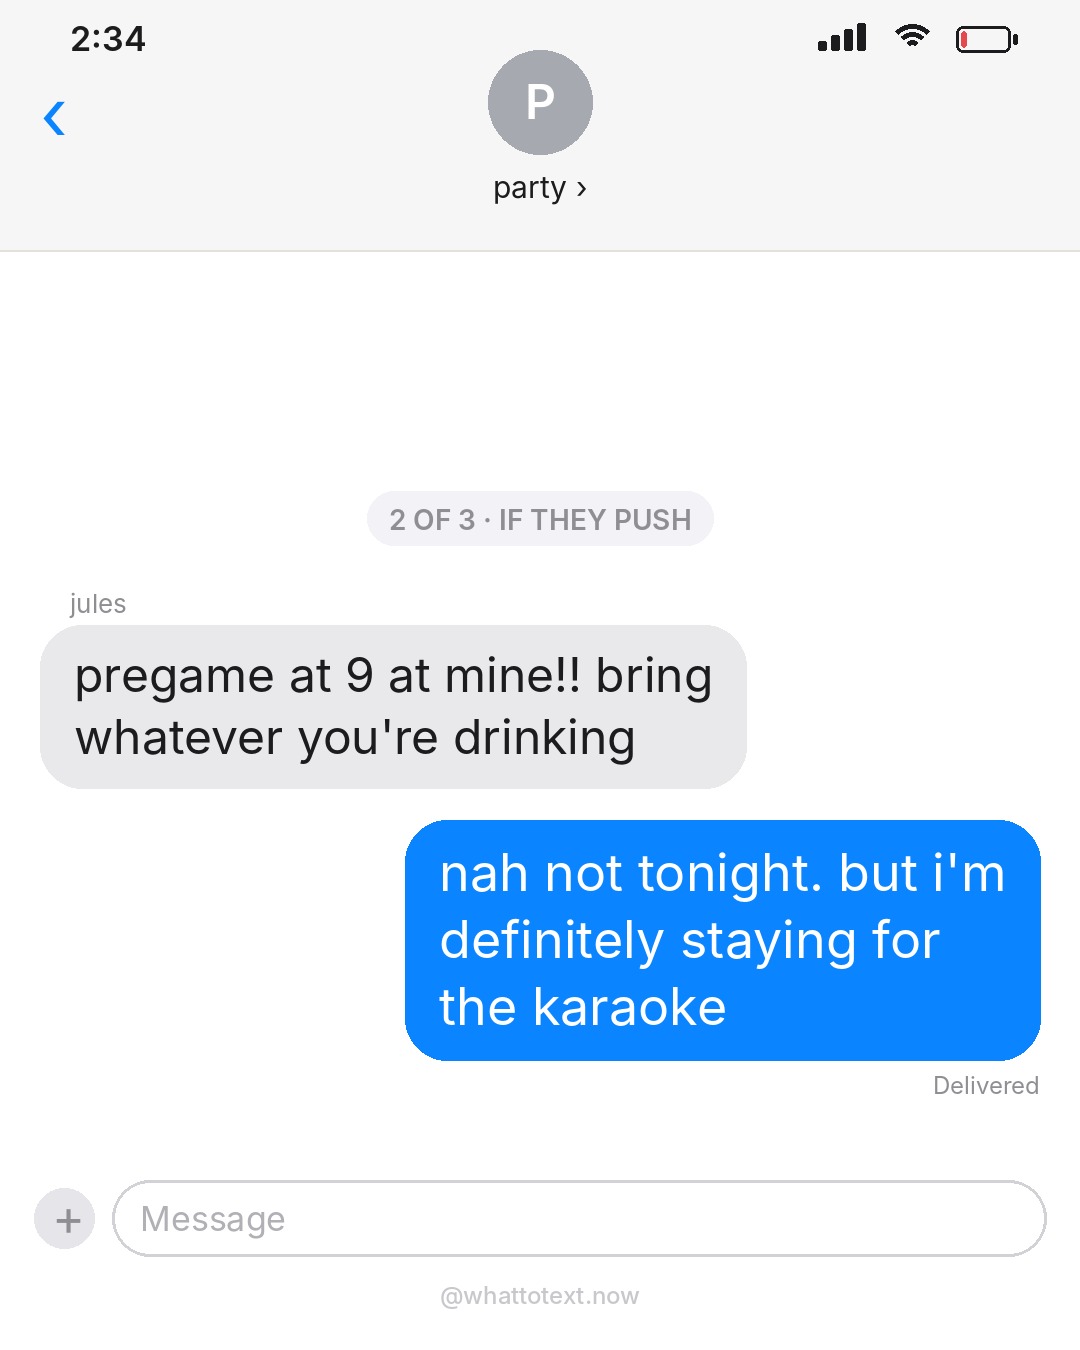 2:34
P
party ›
2 OF 3 · IF THEY PUSH
jules
pregame at 9 at mine!! bring
whatever you're drinking
nah not tonight. but i'm
definitely staying for
the karaoke
Delivered
+
Message
@whattotext.now